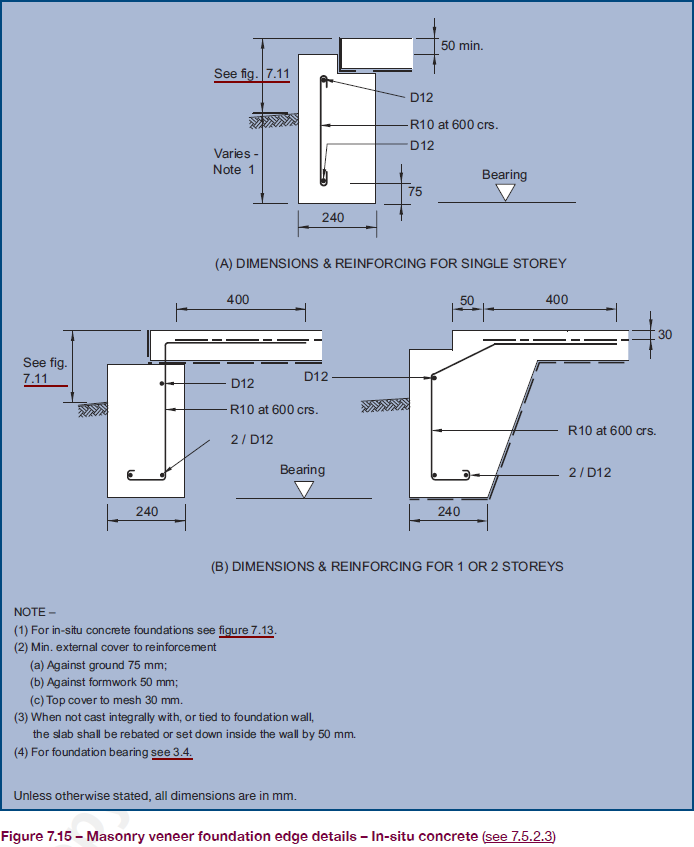 50 min.
See fig. 7.11
D12
R10 at 600 crs.
D12
Varies -
Note 1
75
Bearing
240
(A) DIMENSIONS & REINFORCING FOR SINGLE STOREY
400
50
400
30
See fig.
7.11
D12
D12
R10 at 600 crs.
R10 at 600 crs.
2 / D12
2 / D12
Bearing
240
240
(B) DIMENSIONS & REINFORCING FOR 1 OR 2 STOREYS
NOTE –
(1) For in-situ concrete foundations see figure 7.13.
(2) Min. external cover to reinforcement
(a) Against ground 75 mm;
(b) Against formwork 50 mm;
(c) Top cover to mesh 30 mm.
(3) When not cast integrally with, or tied to foundation wall,
the slab shall be rebated or set down inside the wall by 50 mm.
(4) For foundation bearing see 3.4.
Unless otherwise stated, all dimensions are in mm.
Figure 7.15 – Masonry veneer foundation edge details – In-situ concrete (see 7.5.2.3)